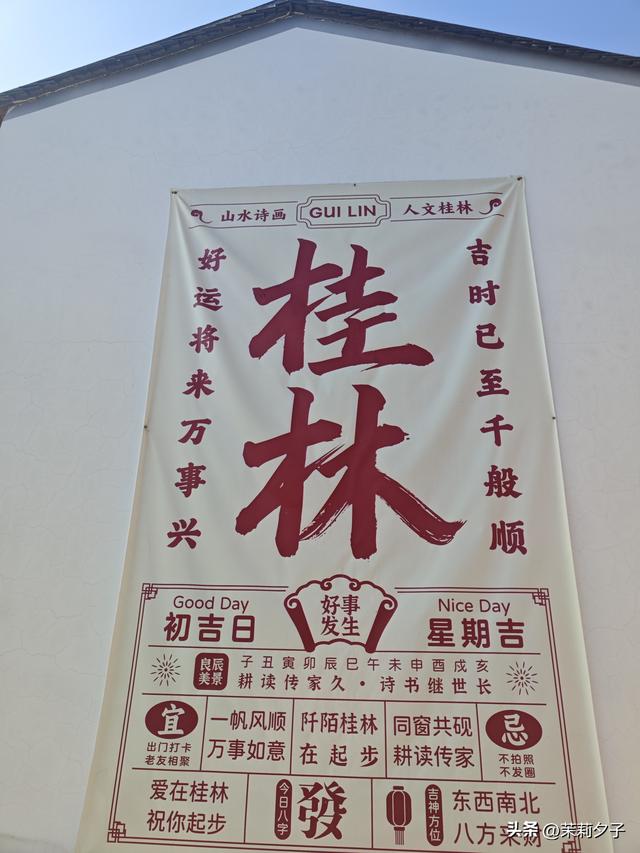 山水诗画 GUI LIN 人文桂林
吉时已至千般顺
桂林
好运将来万事兴
Good Day
初吉日
好事
发生
Nice Day
星期吉
良辰
美景
子丑寅卯辰巳午未申酉戌亥
耕读传家久·诗书继世长
宜
出门打卡
老友相聚
一帆风顺
万事如意
阡陌桂林
在起步
同窗共砚
耕读传家
忌
不拍照
不发圈
爱在桂林
祝你起步
今日八字
發
吉神方位
东西南北
八方采购
头条 @茉莉夕子